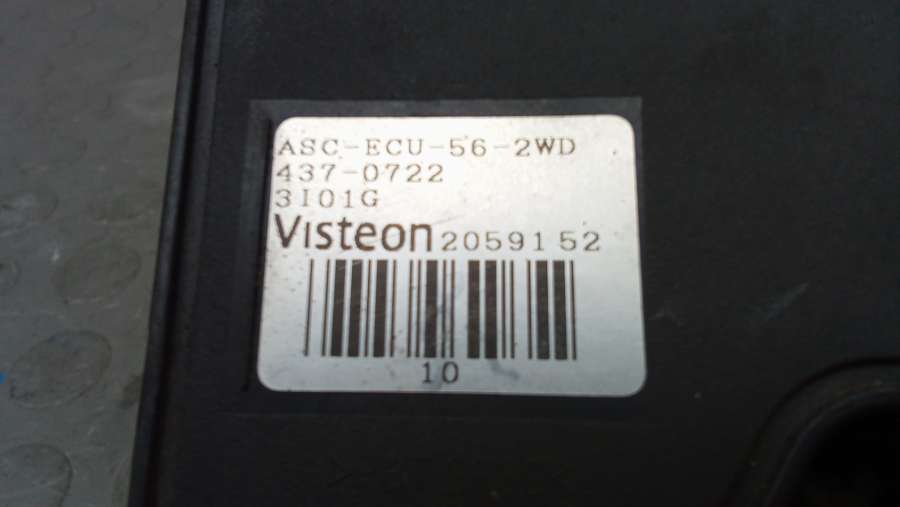 ASC-ECU-56-2WD
437-0722
3I01G
Visteon 2059152
10